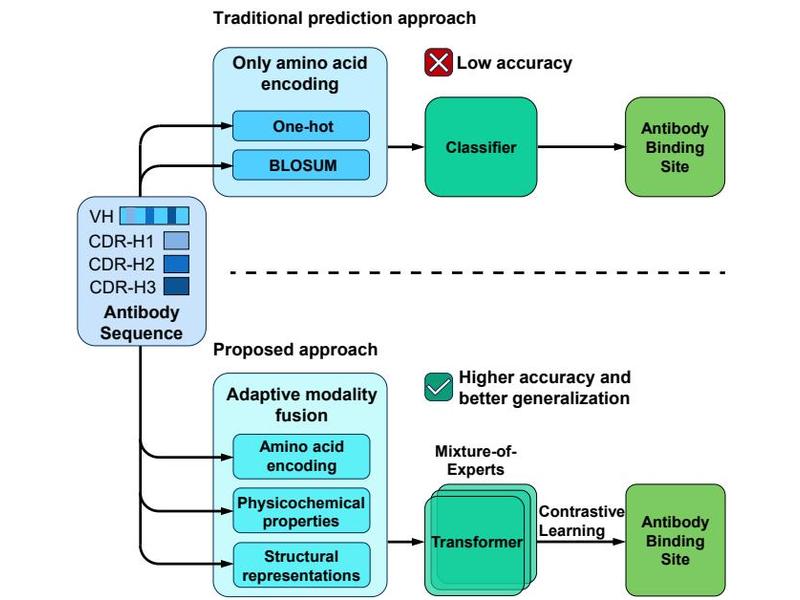 Traditional prediction approach
Only amino acid
encoding
One-hot
BLOSUM
Low accuracy
Classifier
Antibody
Binding
Site
VH
CDR-H1
CDR-H2
CDR-H3
Antibody
Sequence
Proposed approach
Adaptive modality
fusion
Amino acid
encoding
Physicochemical
properties
Structural
representations
Higher accuracy and
better generalization
Mixture-of-
Experts
Transformer
Contrastive
Learning
Antibody
Binding
Site